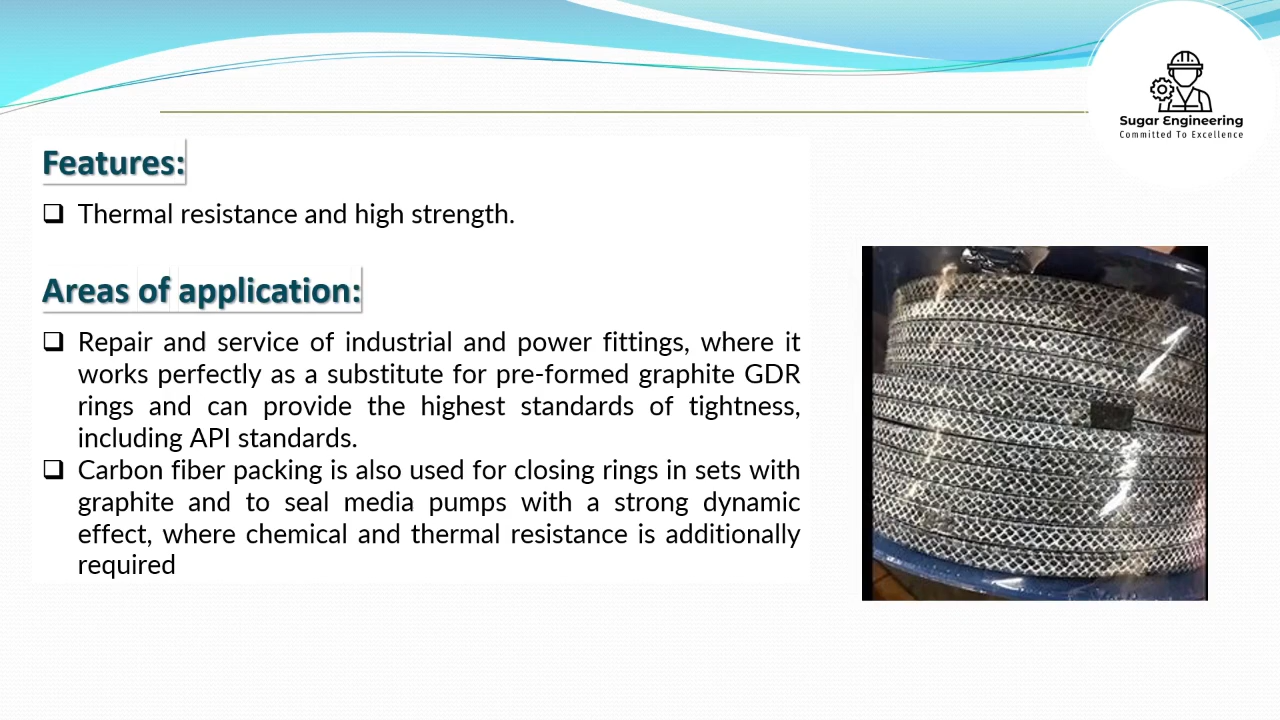 Sugar Engineering
Committed To Excellence
Features:
❑ Thermal resistance and high strength.
Areas of application:
❑ Repair and service of industrial and power fittings, where it
works perfectly as a substitute for pre-formed graphite GDR
rings and can provide the highest standards of tightness,
including API standards.
❑ Carbon fiber packing is also used for closing rings in sets with
graphite and to seal media pumps with a strong dynamic
effect, where chemical and thermal resistance is additionally
required